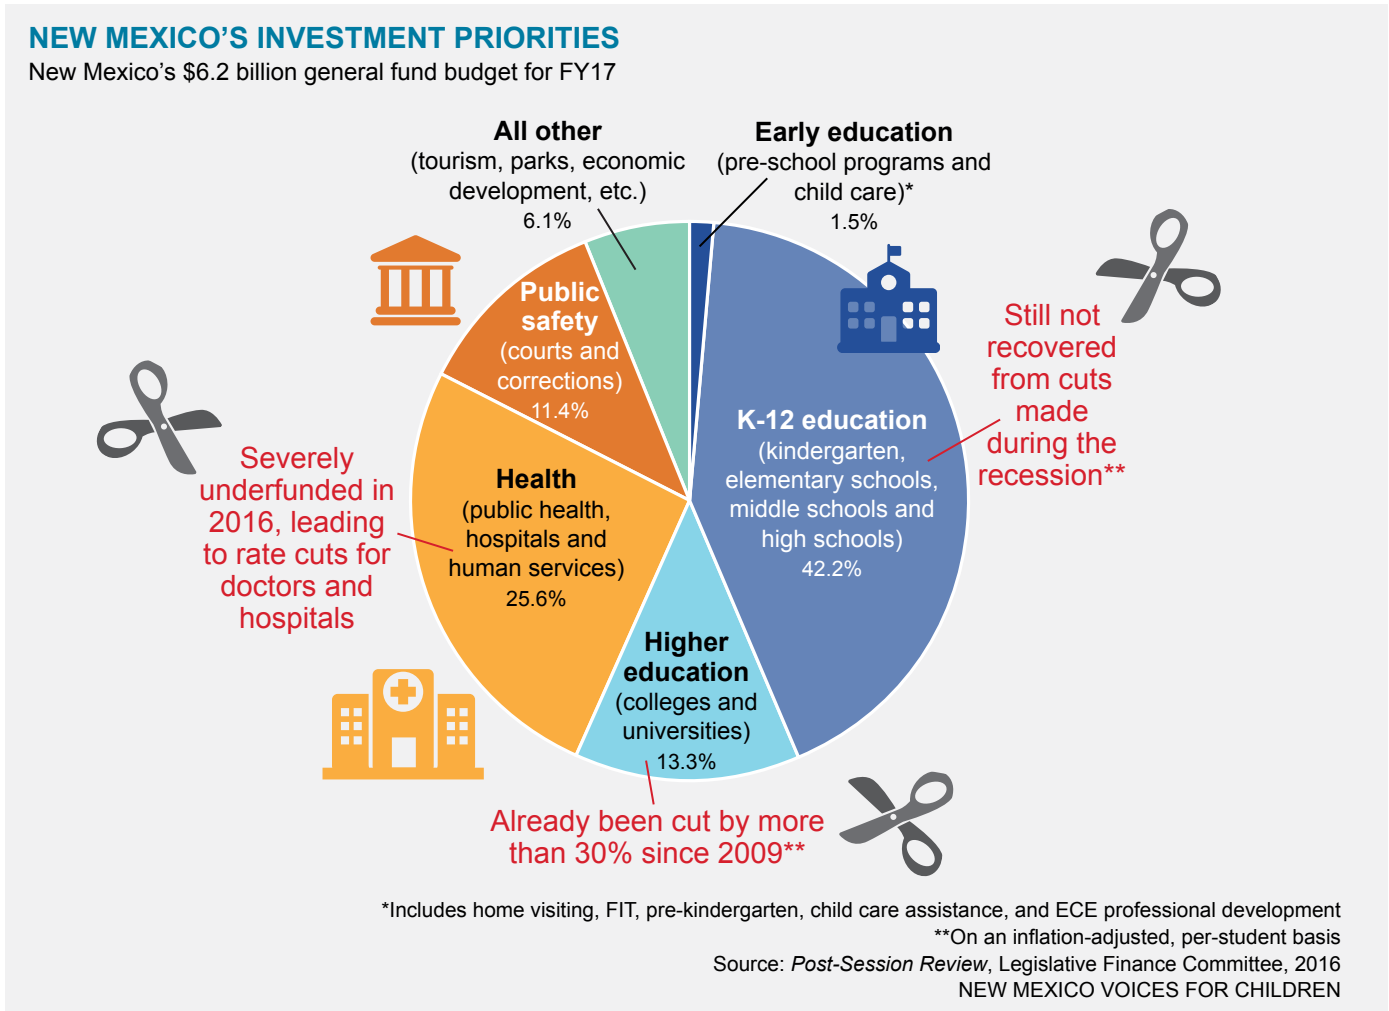 NEW MEXICO’S INVESTMENT PRIORITIES
New Mexico’s $6.2 billion general fund budget for FY17
All other
(tourism, parks, economic
development, etc.)
6.1%
Early education
(pre-school programs and
child care)*
1.5%
Public
safety
(courts and
corrections)
11.4%
Still not
recovered
from cuts
made
during the
recession**
K-12 education
(kindergarten,
elementary schools,
middle schools and
high schools)
42.2%
Severely
underfunded in
2016, leading
to rate cuts for
doctors and
hospitals
Health
(public health,
hospitals and
human services)
25.6%
Higher
education
(colleges and
universities)
13.3%
Already been cut by more
than 30% since 2009**
*Includes home visiting, FIT, pre-kindergarten, child care assistance, and ECE professional development
**On an inflation-adjusted, per-student basis
Source: Post-Session Review, Legislative Finance Committee, 2016
NEW MEXICO VOICES FOR CHILDREN